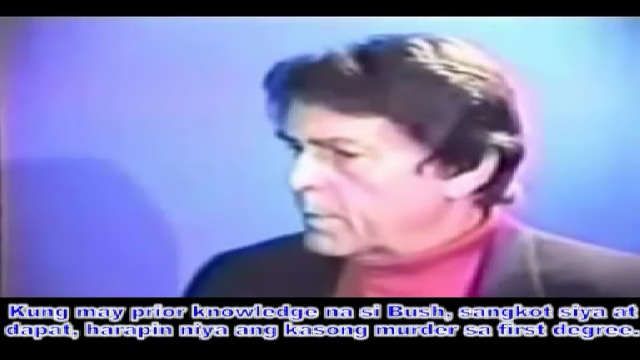 Kung may prior knowledge na si Bush, sangkot siya at
dapat, harapin niya ang kasong murder sa first degree.